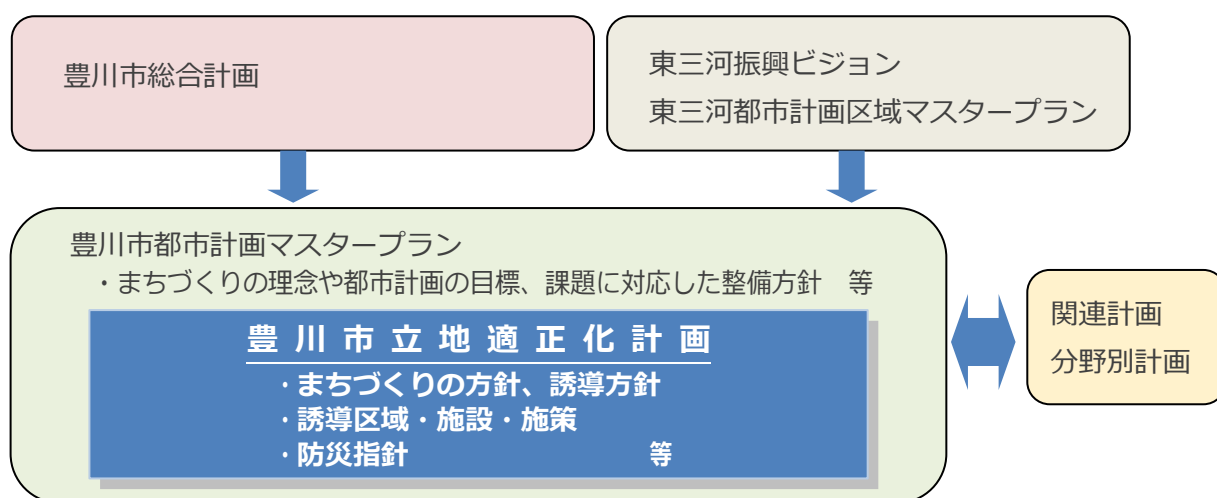 豊川市総合計画
東三河振興ビジョン
東三河都市計画区域マスタープラン
豊川市都市計画マスタープラン
・まちづくりの理念や都市計画の目標、課題に対応した整備方針　等
豊川市立地適正化計画
・まちづくりの方針、誘導方針
・誘導区域・施設・施策
・防災指針　等
関連計画
分野別計画